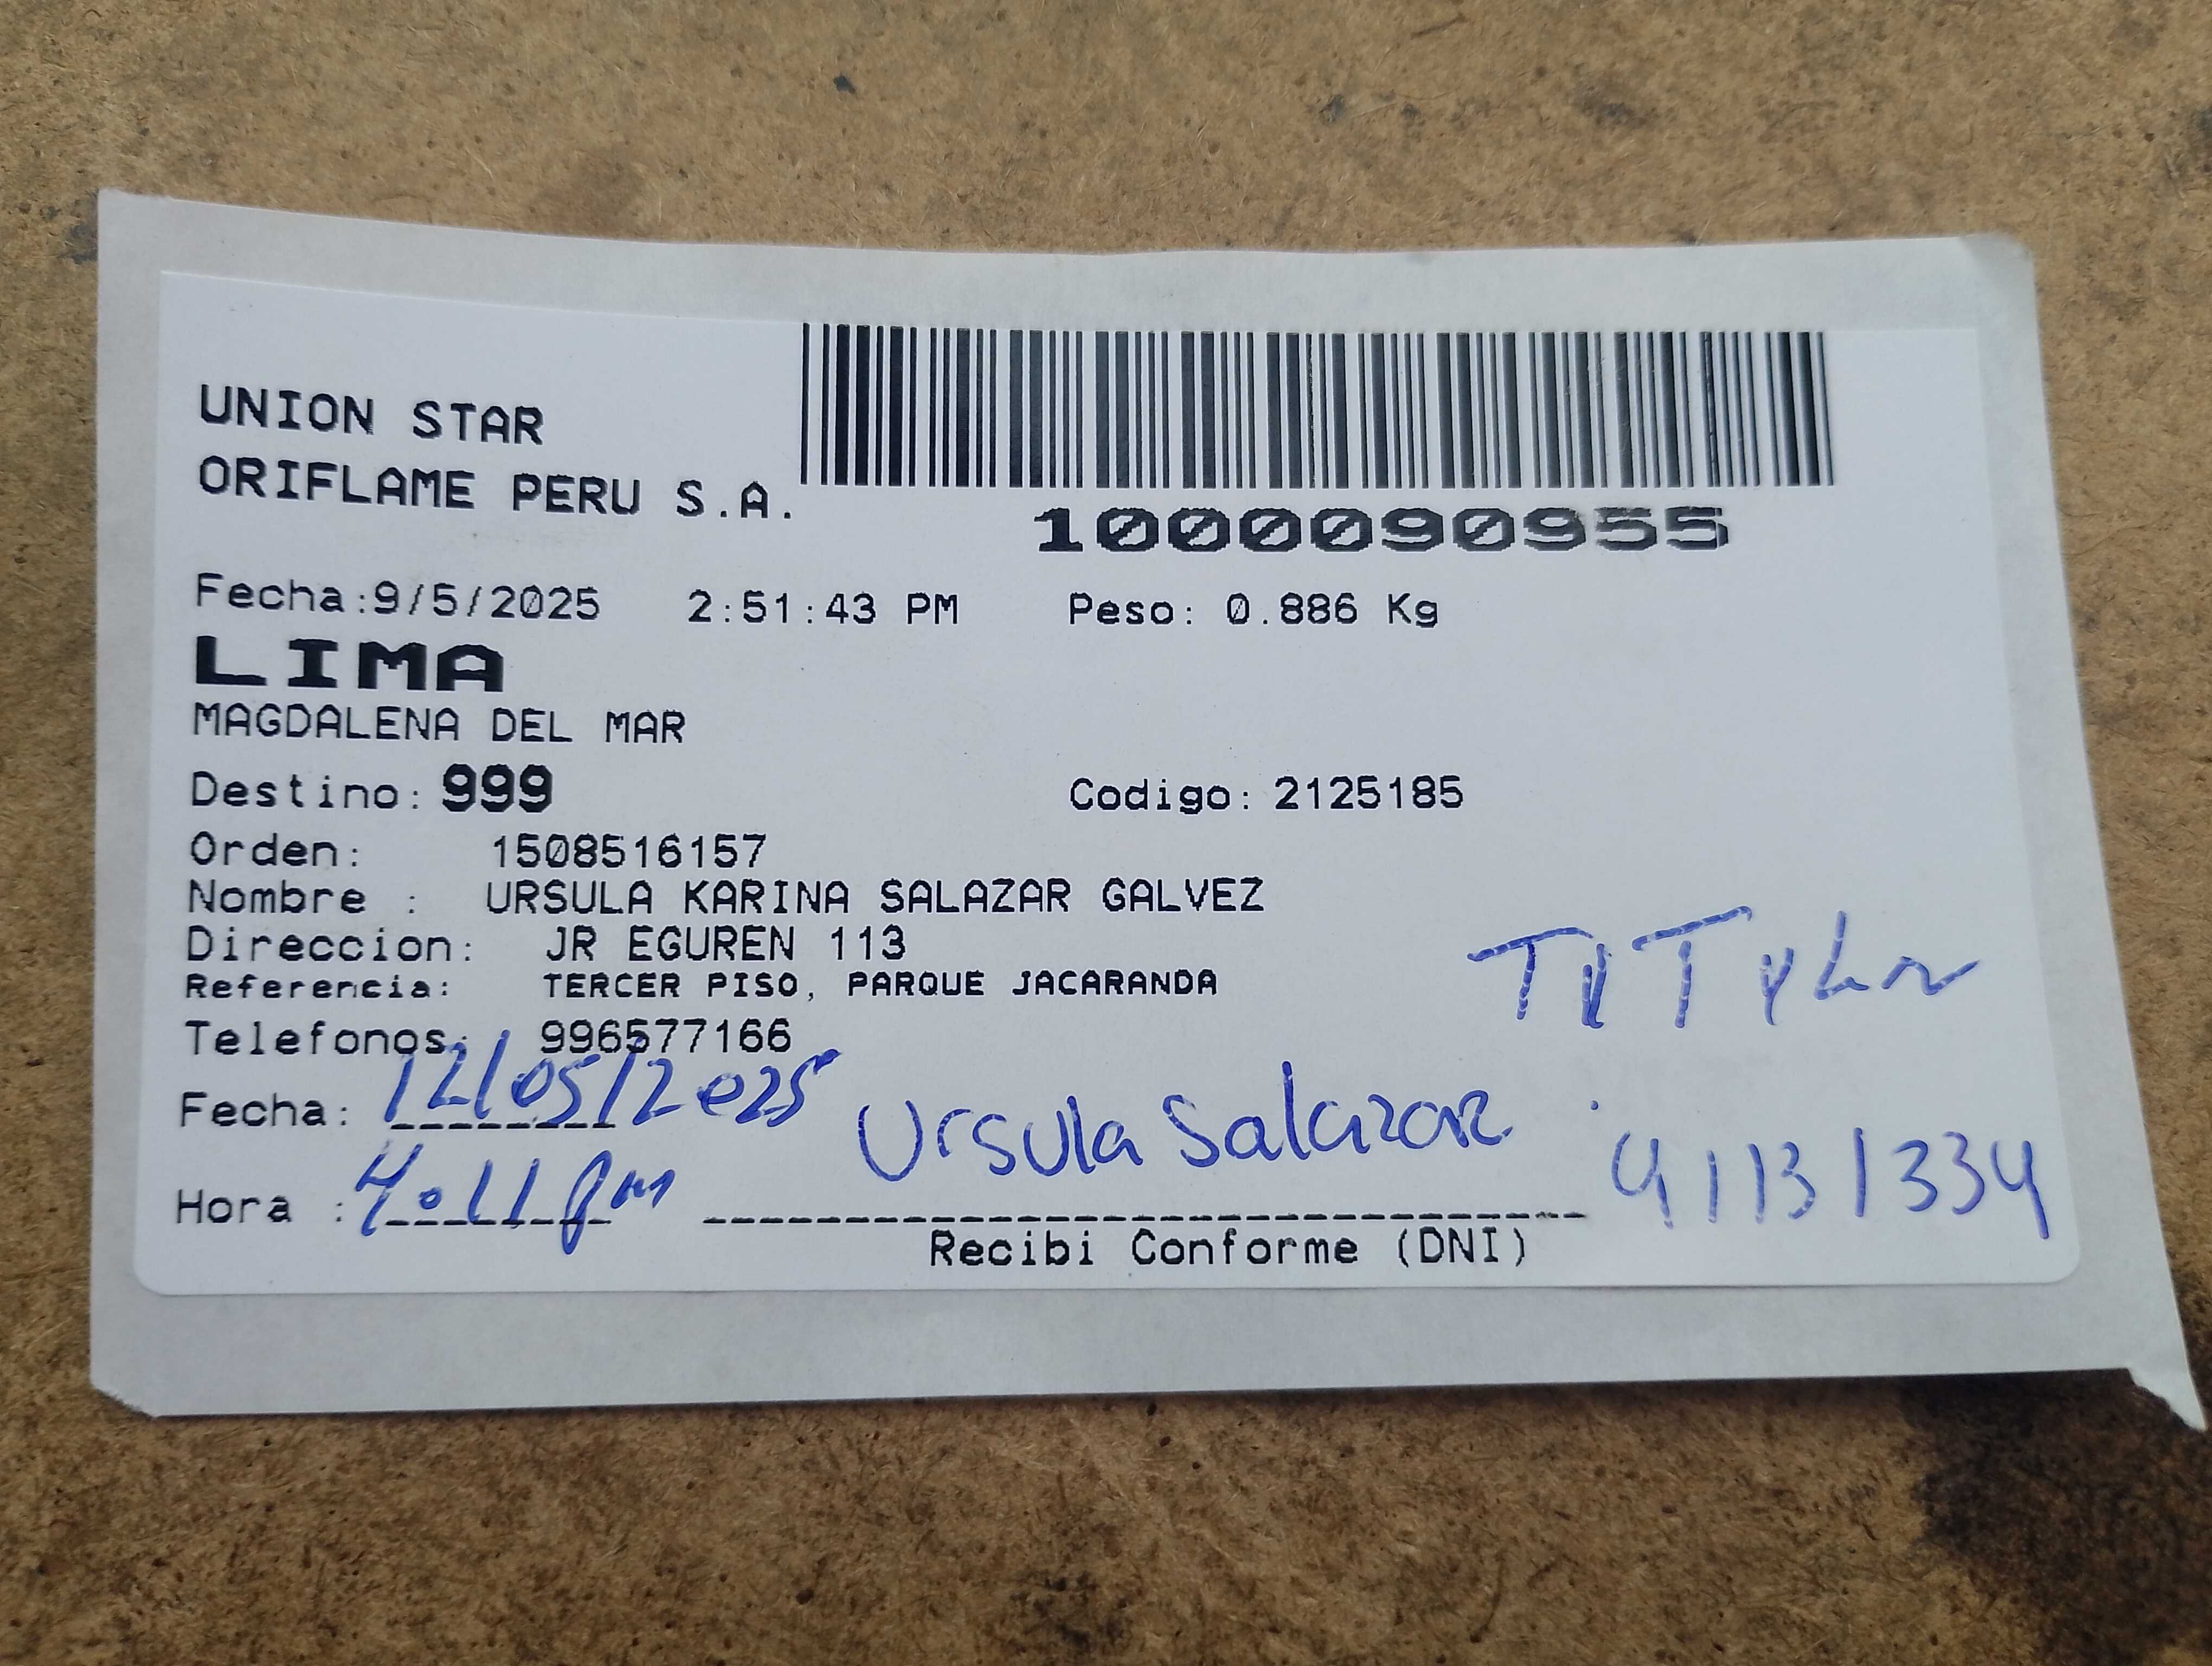 UNION STAR
ORIFLAME PERU S.A.
1000090955
Fecha:9/5/2025 2:51:43 PM Peso: 0.886 Kg
LIMA
MAGDALENA DEL MAR
Destino: 999 Codigo: 2125185
Orden: 1508516157
Nombre : URSULA KARINA SALAZAR GALVEZ
Direccion: JR EGUREN 113
Referencia: TERCER PISO, PARQUE JACARANDA
Telefonos: 996577166
Fecha: 12/05/2025 Ursula Salazar
Hora : 4:11 pm 41131334
Recibi Conforme (DNI)